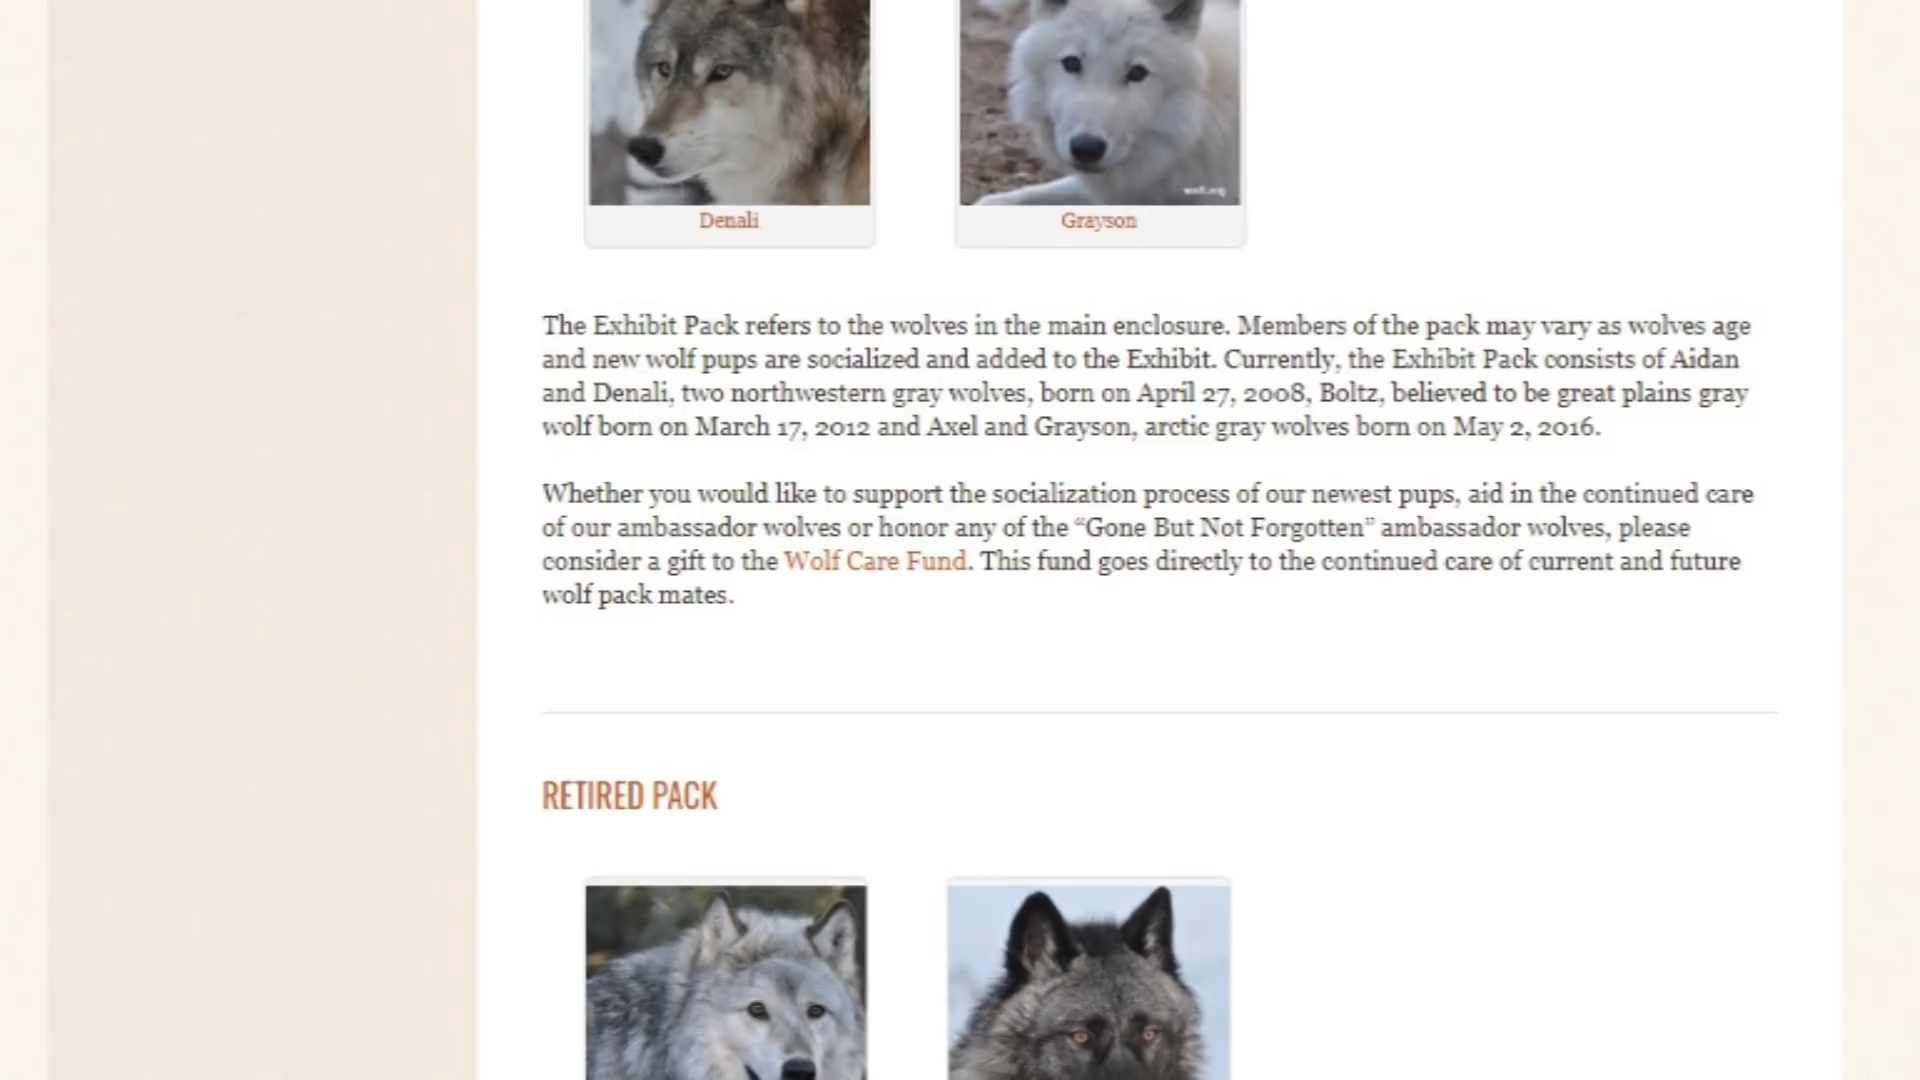 wolf.org
Denali
Grayson
The Exhibit Pack refers to the wolves in the main enclosure. Members of the pack may vary as wolves age
and new wolf pups are socialized and added to the Exhibit. Currently, the Exhibit Pack consists of Aidan
and Denali, two northwestern gray wolves, born on April 27, 2008, Boltz, believed to be great plains gray
wolf born on March 17, 2012 and Axel and Grayson, arctic gray wolves born on May 2, 2016.
Whether you would like to support the socialization process of our newest pups, aid in the continued care
of our ambassador wolves or honor any of the “Gone But Not Forgotten” ambassador wolves, please
consider a gift to the Wolf Care Fund. This fund goes directly to the continued care of current and future
wolf pack mates.
RETIRED PACK